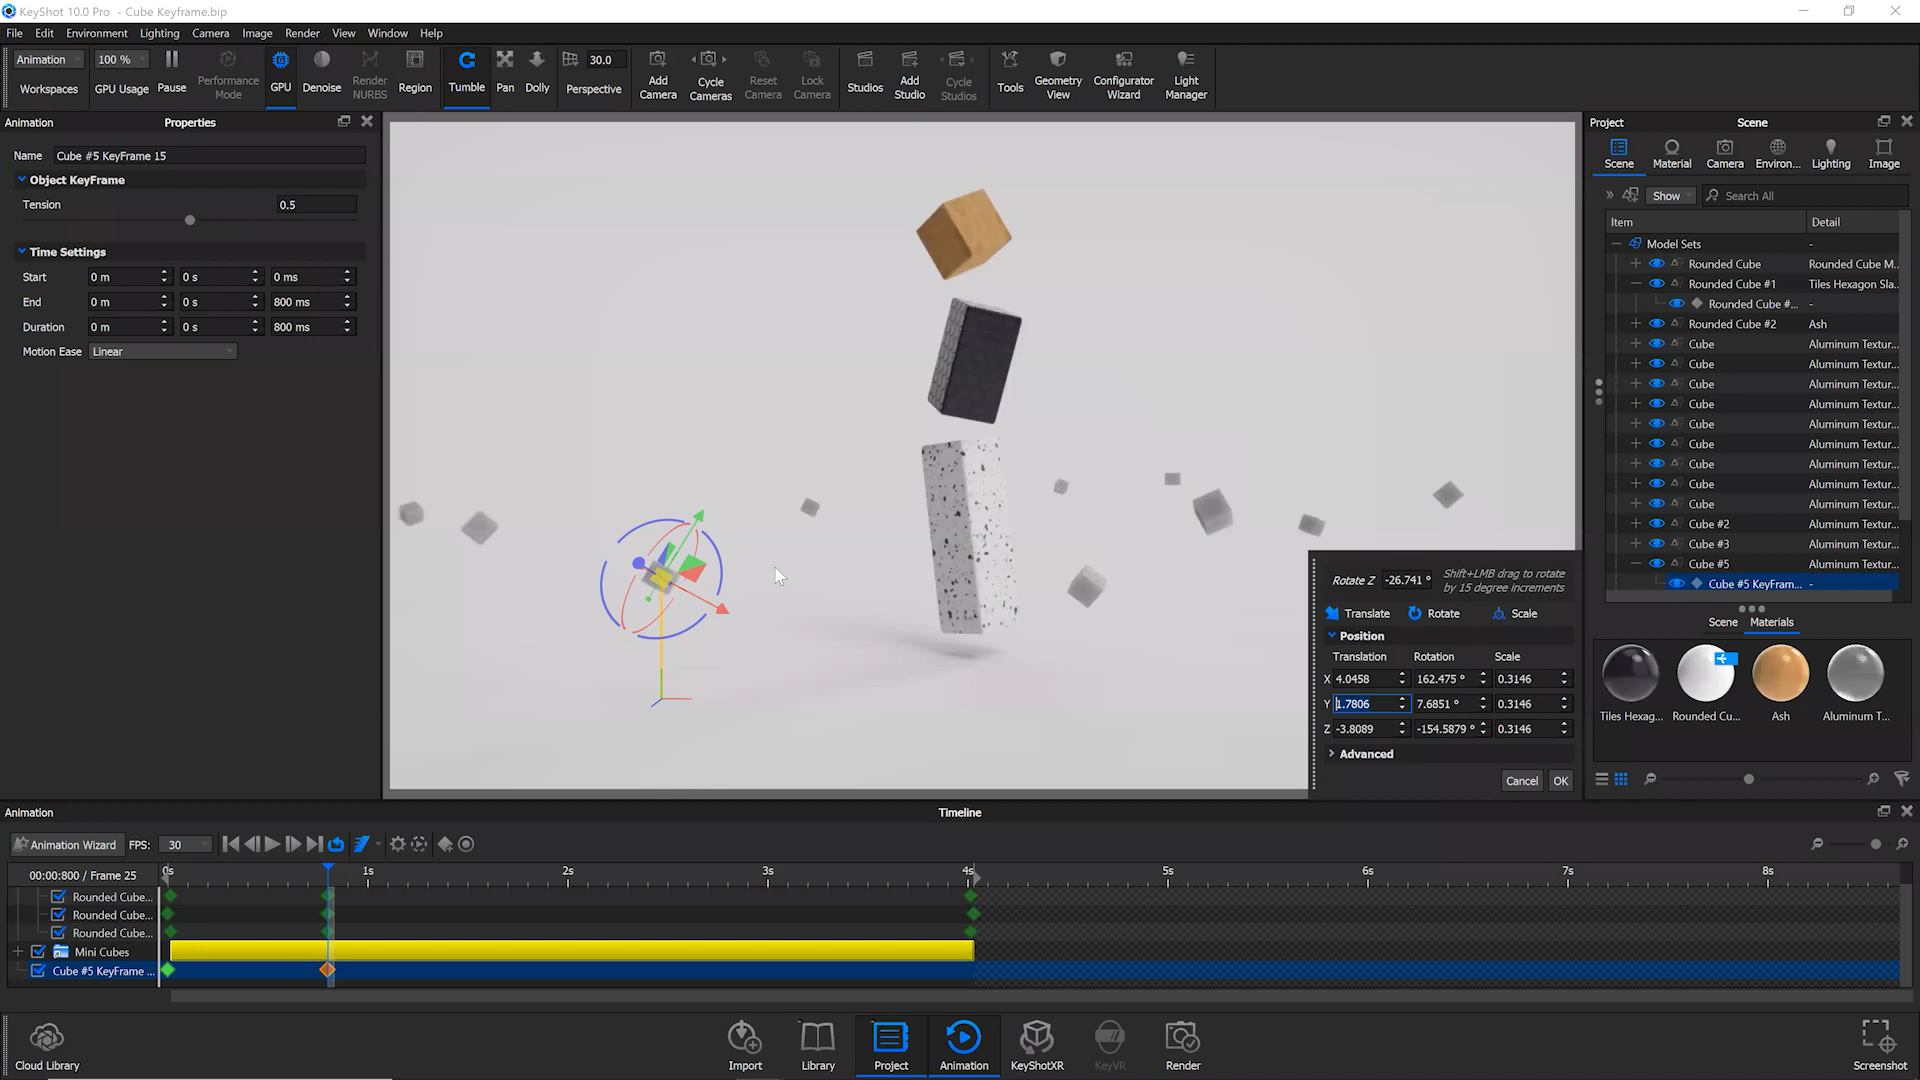 KeyShot 10.0 Pro - Cube Keyframe.bip
File Edit Environment Lighting Camera Image Render View Window Help
Animation
Workspaces
100 %
GPU Usage
Pause
Performance
Mode
GPU
Denoise
Render
NURBS
Region
Tumble
Pan
Dolly
30.0
Perspective
Add
Camera
Cycle
Cameras
Reset
Camera
Lock
Camera
Studios
Add
Studio
Cycle
Studios
Tools
Geometry
View
Configurator
Wizard
Light
Manager
Animation Properties
Name Cube #5 KeyFrame 15
Object KeyFrame
Tension 0.5
Time Settings
Start 0 m 0 s 0 ms
End 0 m 0 s 800 ms
Duration 0 m 0 s 800 ms
Motion Ease Linear
Rotate Z -26.741 °
Shift+LMB drag to rotate
by 15 degree increments
Translate Rotate Scale
Position
Translation Rotation Scale
X 4.0458 162.475 ° 0.3146
Y 1.7806 7.6851 ° 0.3146
Z -3.8089 -154.5879 ° 0.3146
Advanced
Cancel OK
Project Scene
Scene Material Camera Environ... Lighting Image
Show Search All
Item Detail
Model Sets -
Rounded Cube Rounded Cube M...
Rounded Cube #1 Tiles Hexagon Sla...
Rounded Cube #... -
Rounded Cube #2 Ash
Cube Aluminum Textur...
Cube Aluminum Textur...
Cube Aluminum Textur...
Cube Aluminum Textur...
Cube Aluminum Textur...
Cube Aluminum Textur...
Cube Aluminum Textur...
Cube Aluminum Textur...
Cube Aluminum Textur...
Cube #2 Aluminum Textur...
Cube #3 Aluminum Textur...
Cube #5 Aluminum Textur...
Cube #5 KeyFram... -
Scene Materials
Tiles Hexag... Rounded Cu... Ash Aluminum T...
Animation Timeline
Animation Wizard FPS: 30
00:00:800 / Frame 25
0s 1s 2s 3s 4s 5s 6s 7s 8s
Rounded Cube...
Rounded Cube...
Rounded Cube...
Mini Cubes
Cube #5 KeyFrame ...
Cloud Library Import Library Project Animation KeyShotXR KeyVR Render Screenshot